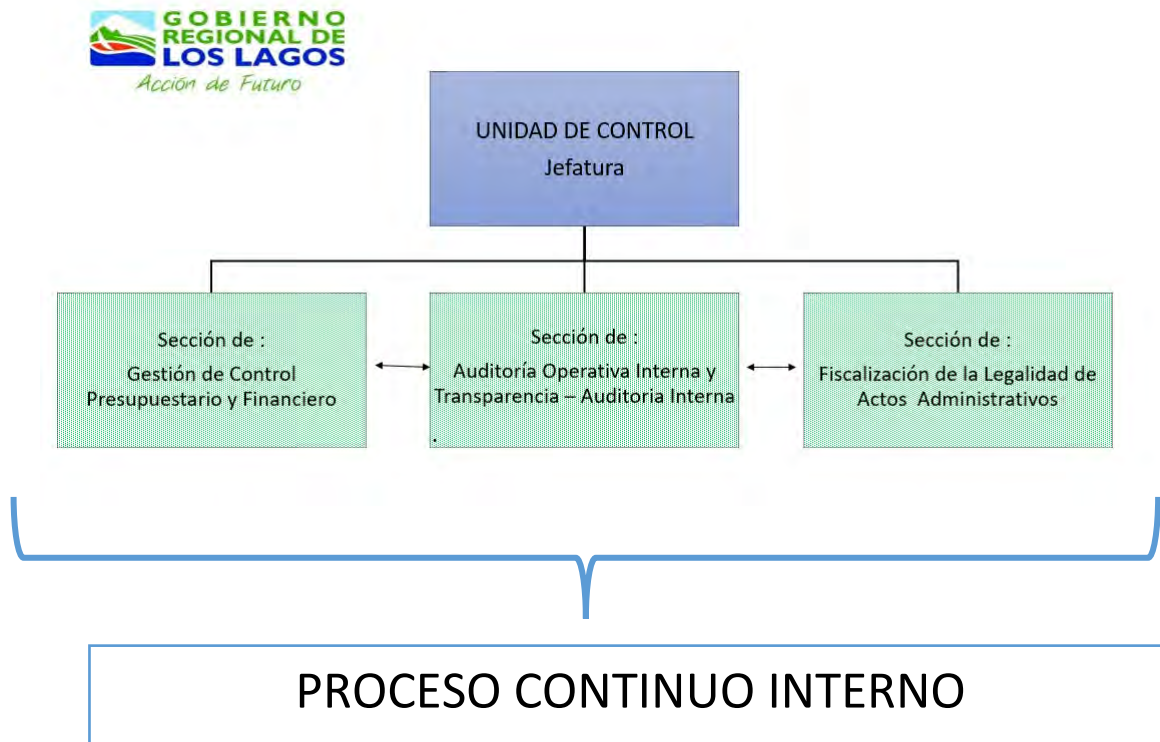 GOBIERNO
REGIONAL DE
LOS LAGOS
Acción de Futuro
UNIDAD DE CONTROL
Jefatura
Sección de :
Gestión de Control
Presupuestario y Financiero
Sección de :
Auditoría Operativa Interna y
Transparencia – Auditoria Interna
.
Sección de :
Fiscalización de la Legalidad de
Actos Administrativos
PROCESO CONTINUO INTERNO